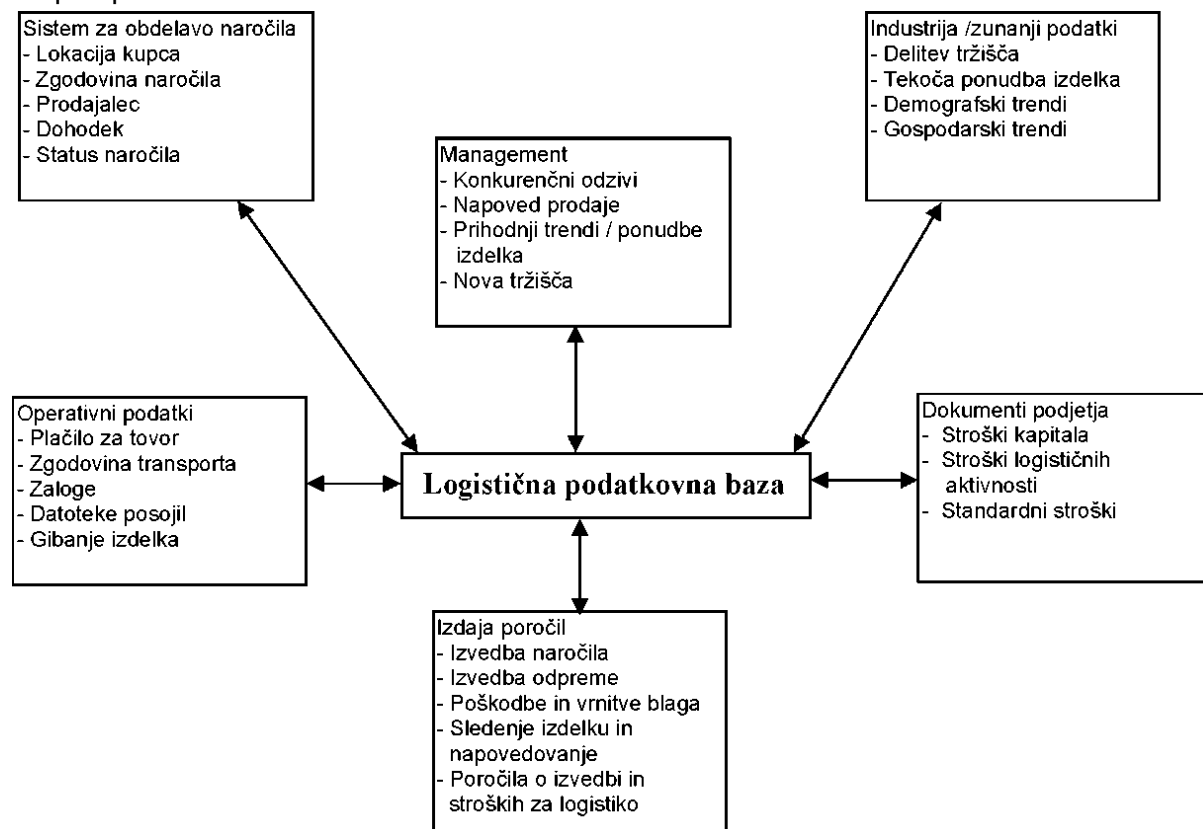 Sistem za obdelavo naročila
- Lokacija kupca
- Zgodovina naročila
- Prodajalec
- Dohodek
- Status naročila
Industrija /zunanji podatki
- Delitev tržišča
- Tekoča ponudba izdelka
- Demografski trendi
- Gospodarski trendi
Management
- Konkurenčni odzivi
- Napoved prodaje
- Prihodnji trendi / ponudbe
izdelka
- Nova tržišča
Operativni podatki
- Plačilo za tovor
- Zgodovina transporta
- Zaloge
- Datoteke posojil
- Gibanje izdelka
Logistična podatkovna baza
Dokumenti podjetja
- Stroški kapitala
- Stroški logističnih
aktivnosti
- Standardni stroški
Izdaja poročil
- Izvedba naročila
- Izvedba odpreme
- Poškodbe in vrnitve blaga
- Sledenje izdelku in
napovedovanje
- Poročila o izvedbi in
stroških za logistiko